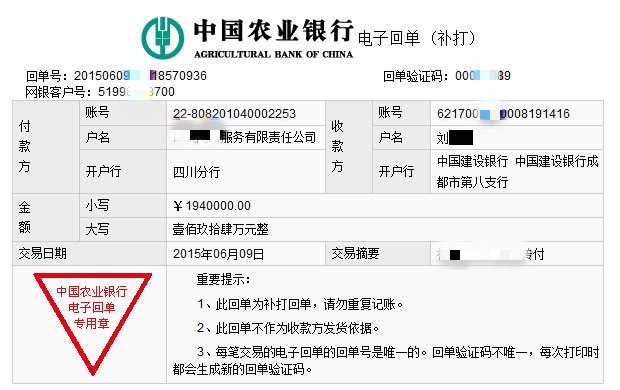 中国农业银行 电子回单（补打）
AGRICULTURAL BANK OF CHINA
回单号：20150609 18570936 回单验证码：000 89
网银客户号：5199 8700
付款方 账号 22-808201040002253 收款方 账号 621700 0008191416
户名 服务有限责任公司 户名 刘
开户行 四川分行 开户行 中国建设银行 中国建设银行成
都市第八支行
金额 小写 ￥1940000.00
大写 壹佰玖拾肆万元整
交易日期 2015年06月09日 交易摘要 付
中国农业银行
电子回单
专用章
重要提示：
1、此回单为补打回单，请勿重复记账。
2、此回单不作为收款方发货依据。
3、每笔交易的电子回单的回单号是唯一的。回单验证码不唯一，每次打印时
都会生成新的回单验证码。